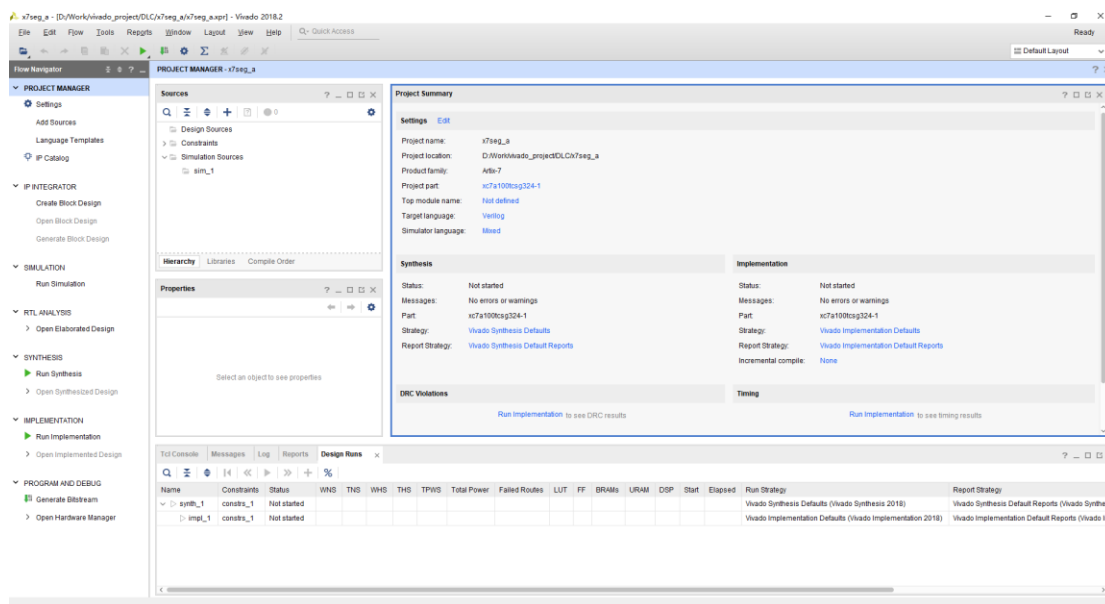 x7seg_a - [D:/Work/vivado_project/DLC/x7seg_a/x7seg_a.xpr] - Vivado 2018.2
File Edit Flow Tools Reports Window Layout View Help Q- Quick Access
Ready
Default Layout
Flow Navigator
PROJECT MANAGER
Settings
Add Sources
Language Templates
IP Catalog
IP INTEGRATOR
Create Block Design
Open Block Design
Generate Block Design
SIMULATION
Run Simulation
RTL ANALYSIS
Open Elaborated Design
SYNTHESIS
Run Synthesis
Open Synthesized Design
IMPLEMENTATION
Run Implementation
Open Implemented Design
PROGRAM AND DEBUG
Generate Bitstream
Open Hardware Manager
PROJECT MANAGER - x7seg_a
Sources
0
Design Sources
Constraints
Simulation Sources
sim_1
Hierarchy Libraries Compile Order
Properties
Select an object to see properties
Project Summary
Settings Edit
Project name: x7seg_a
Project location: D:/Work/vivado_project/DLC/x7seg_a
Product family: Artix-7
Project part: xc7a100tcsg324-1
Top module name: Not defined
Target language: Verilog
Simulator language: Mixed
Synthesis
Status: Not started
Messages: No errors or warnings
Part: xc7a100tcsg324-1
Strategy: Vivado Synthesis Defaults
Report Strategy: Vivado Synthesis Default Reports
Implementation
Status: Not started
Messages: No errors or warnings
Part: xc7a100tcsg324-1
Strategy: Vivado Implementation Defaults
Report Strategy: Vivado Implementation Default Reports
Incremental compile: None
DRC Violations
Run Implementation to see DRC results
Timing
Run Implementation to see timing results
Tcl Console Messages Log Reports Design Runs
Name Constraints Status WNS TNS WHS THS TPWS Total Power Failed Routes LUT FF BRAMs URAM DSP Start Elapsed Run Strategy Report Strategy
synth_1 constrs_1 Not started Vivado Synthesis Defaults (Vivado Synthesis 2018) Vivado Synthesis Default Reports (Vivado Synthe
impl_1 constrs_1 Not started Vivado Implementation Defaults (Vivado Implementation 2018) Vivado Implementation Default Reports (Vivado I